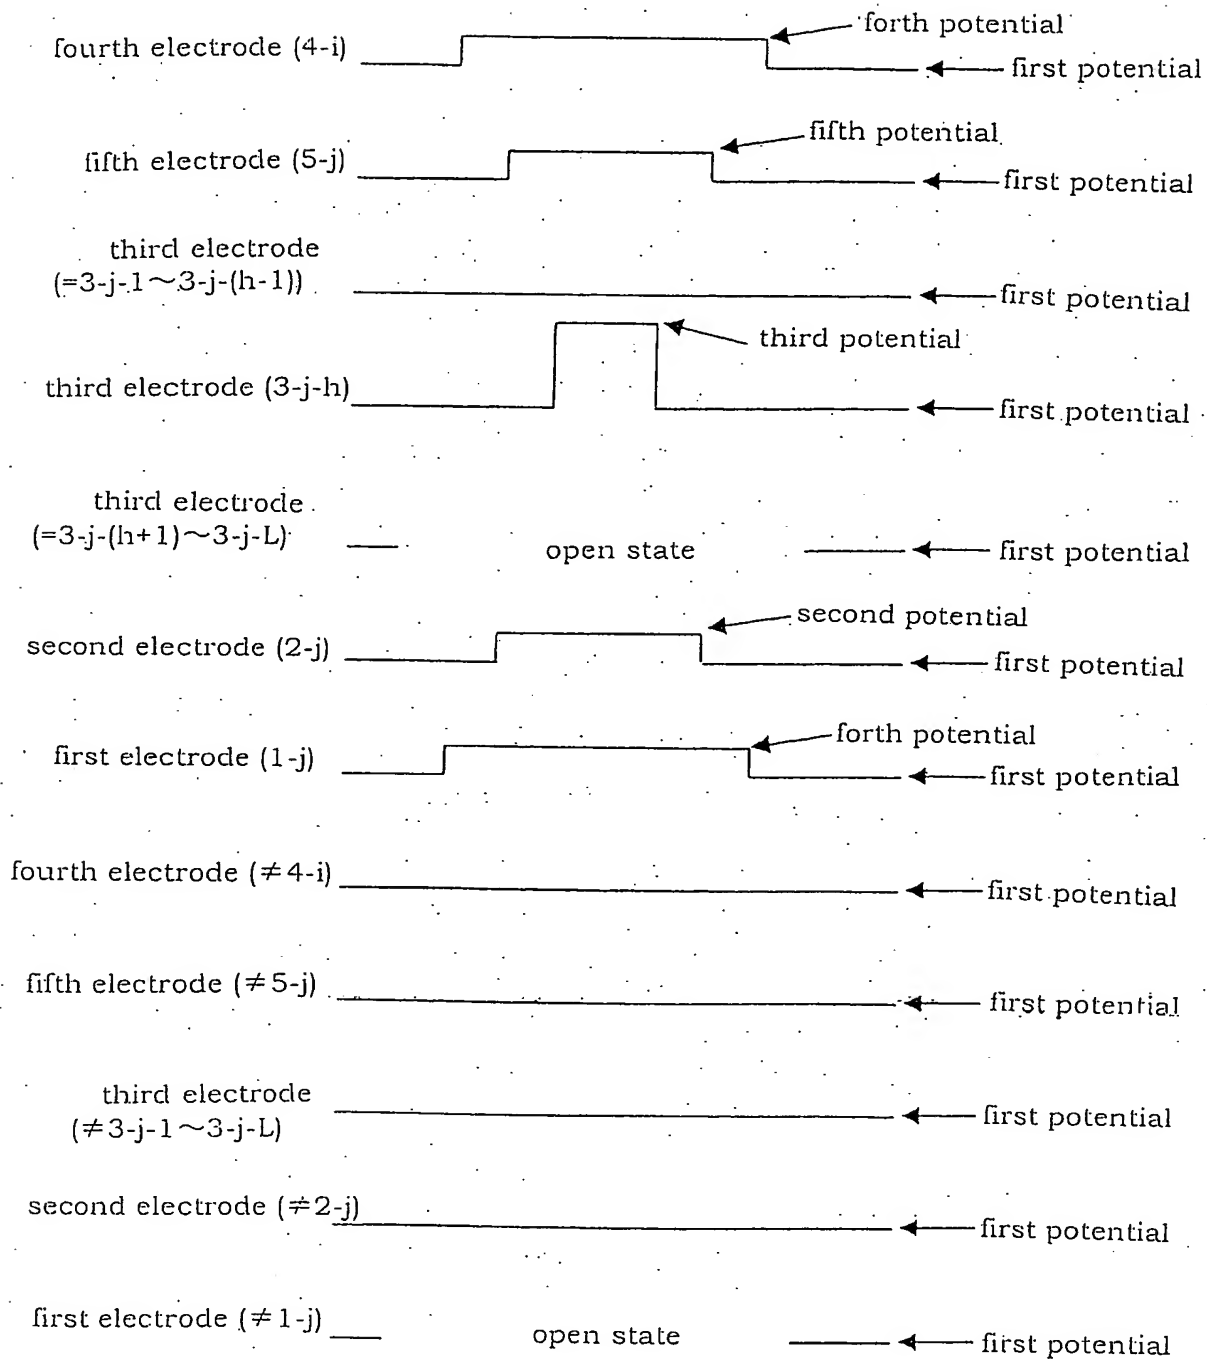 forth potential
fourth electrode (4-i)
first potential
fifth potential
fifth electrode (5-j)
first potential
third electrode
(=3-j-1～3-j-(h-1))
first potential
third potential
third electrode (3-j-h)
first potential
third electrode
(=3-j-(h+1)～3-j-L)
open state
first potential
second potential
second electrode (2-j)
first potential
forth potential
first electrode (1-j)
first potential
fourth electrode (≠4-i)
first potential
fifth electrode (≠5-j)
first potential
third electrode
(≠3-j-1～3-j-L)
first potential
second electrode (≠2-j)
first potential
first electrode (≠1-j)
open state
first potential